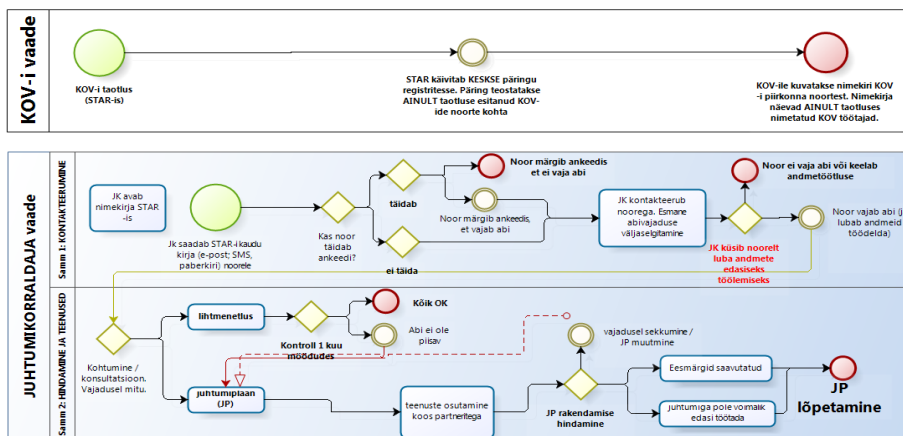 KOV-i vaade
KOV-i taotlus
(STAR-is)
STAR käivitab KESKSE päringu
registritesse. Päring teostatakse
AINULT taotluse esitanud KOV-
ide noorte kohta
KOV-ile kuvatakse nimekiri KOV
-i piirkonna noortest. Nimekirja
näevad AINULT taotluses
nimetatud KOV töötajad.
JUHTUMIKORRALDAJA vaade
Samm 1: KONTAKTEERUMINE
JK avab
nimekirja STAR
-is
Jk saadab STAR-ikaudu
kirja (e-post; SMS,
paberkiri) noorele
Kas noor
täidab
ankeedi?
täidab
ei täida
Noor märgib ankeedis
et ei vaja abi
Noor märgib ankeedis,
et vajab abi
JK kontakteerub
noorega. Esmane
abivajaduse
väljaselgitamine
Noor ei vaja abi või keelab
andmetöötluse
JK küsib noorelt
luba andmete
edasiseks
töölemiseks
Noor vajab abi (j
lubab andmeid
töödelda)
Samm 2: HINDAMINE JA TEENUSED
Kohtumine /
konsultatsioon.
Vajadusel mitu.
lihtmenetlus
Kontroll 1 kuu
möödudes
Kõik OK
Abi ei ole
piisav
juhtumiplaan
(JP)
teenuste osutamine
koos partneritega
vajadusel sekkumine /
JP muutmine
JP rakendamise
hindamine
Eesmärgid saavutatud
Juhtumiga pole võimalik
edasi töötada
JP
lõpetamine